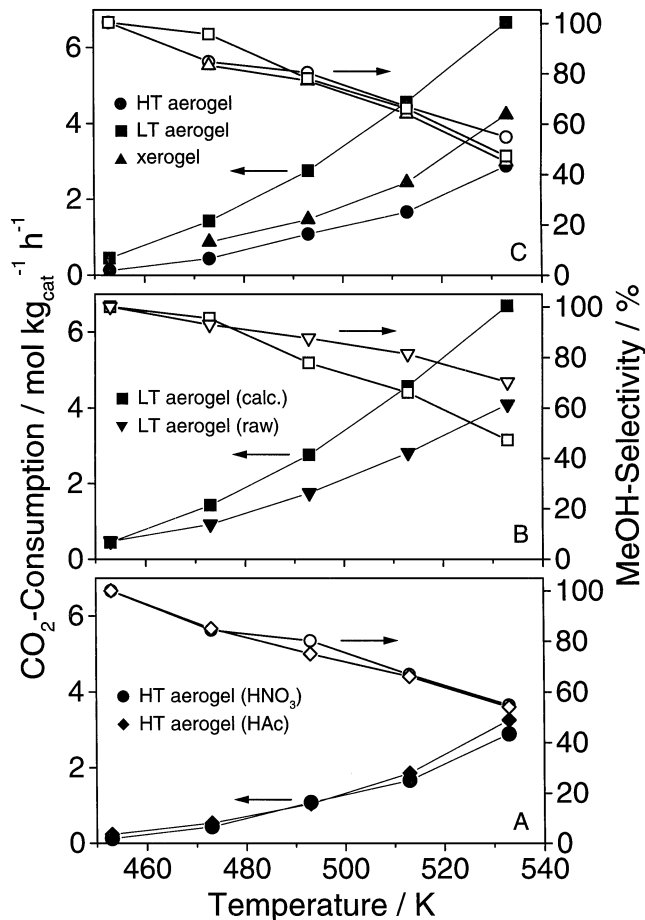 CO2-Consumption / mol kgcat-1 h-1
MeOH-Selectivity / %
6
4
2
0
100
80
60
40
20
0
HT aerogel
LT aerogel
xerogel
C
6
4
2
0
100
80
60
40
20
0
LT aerogel (calc.)
LT aerogel (raw)
B
6
4
2
0
100
80
60
40
20
0
HT aerogel (HNO3)
HT aerogel (HAc)
A
460 480 500 520 540
Temperature / K